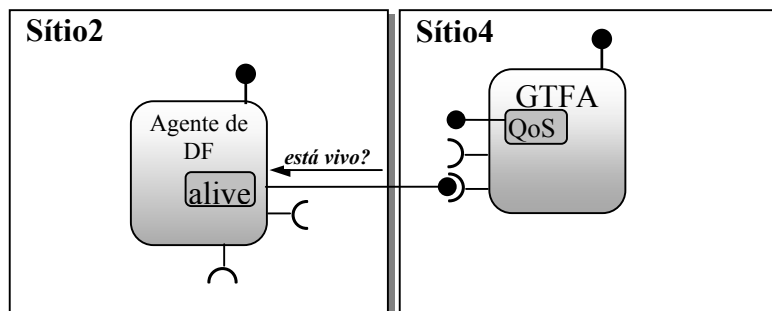 Sítio2
Sítio4
Agente de
DF
alive
está vivo?
GTFA
QoS